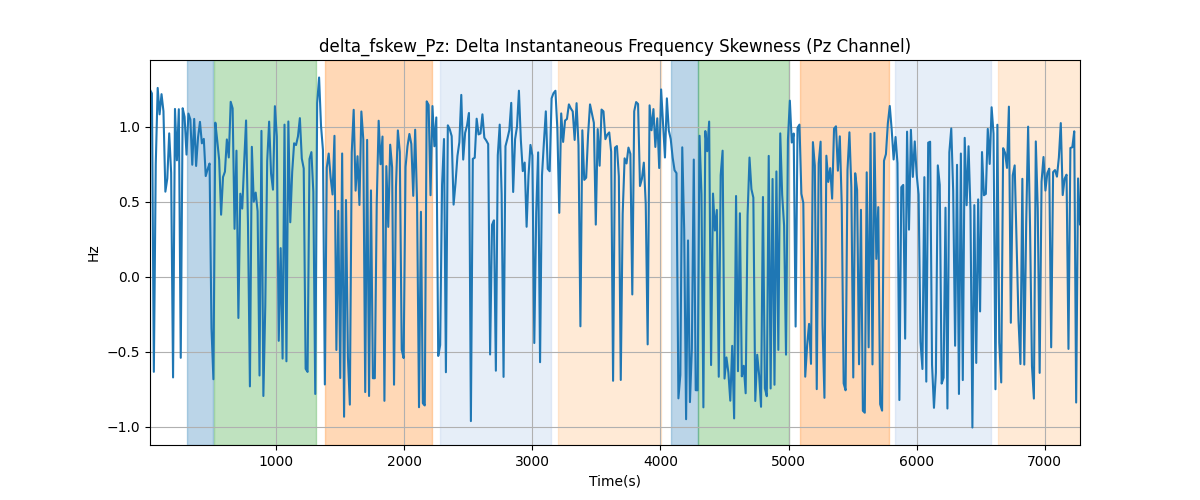 delta_fskew_Pz: Delta Instantaneous Frequency Skewness (Pz Channel)
1.0
0.5
0.0
−0.5
−1.0
Hz
1000 2000 3000 4000 5000 6000 7000
Time(s)